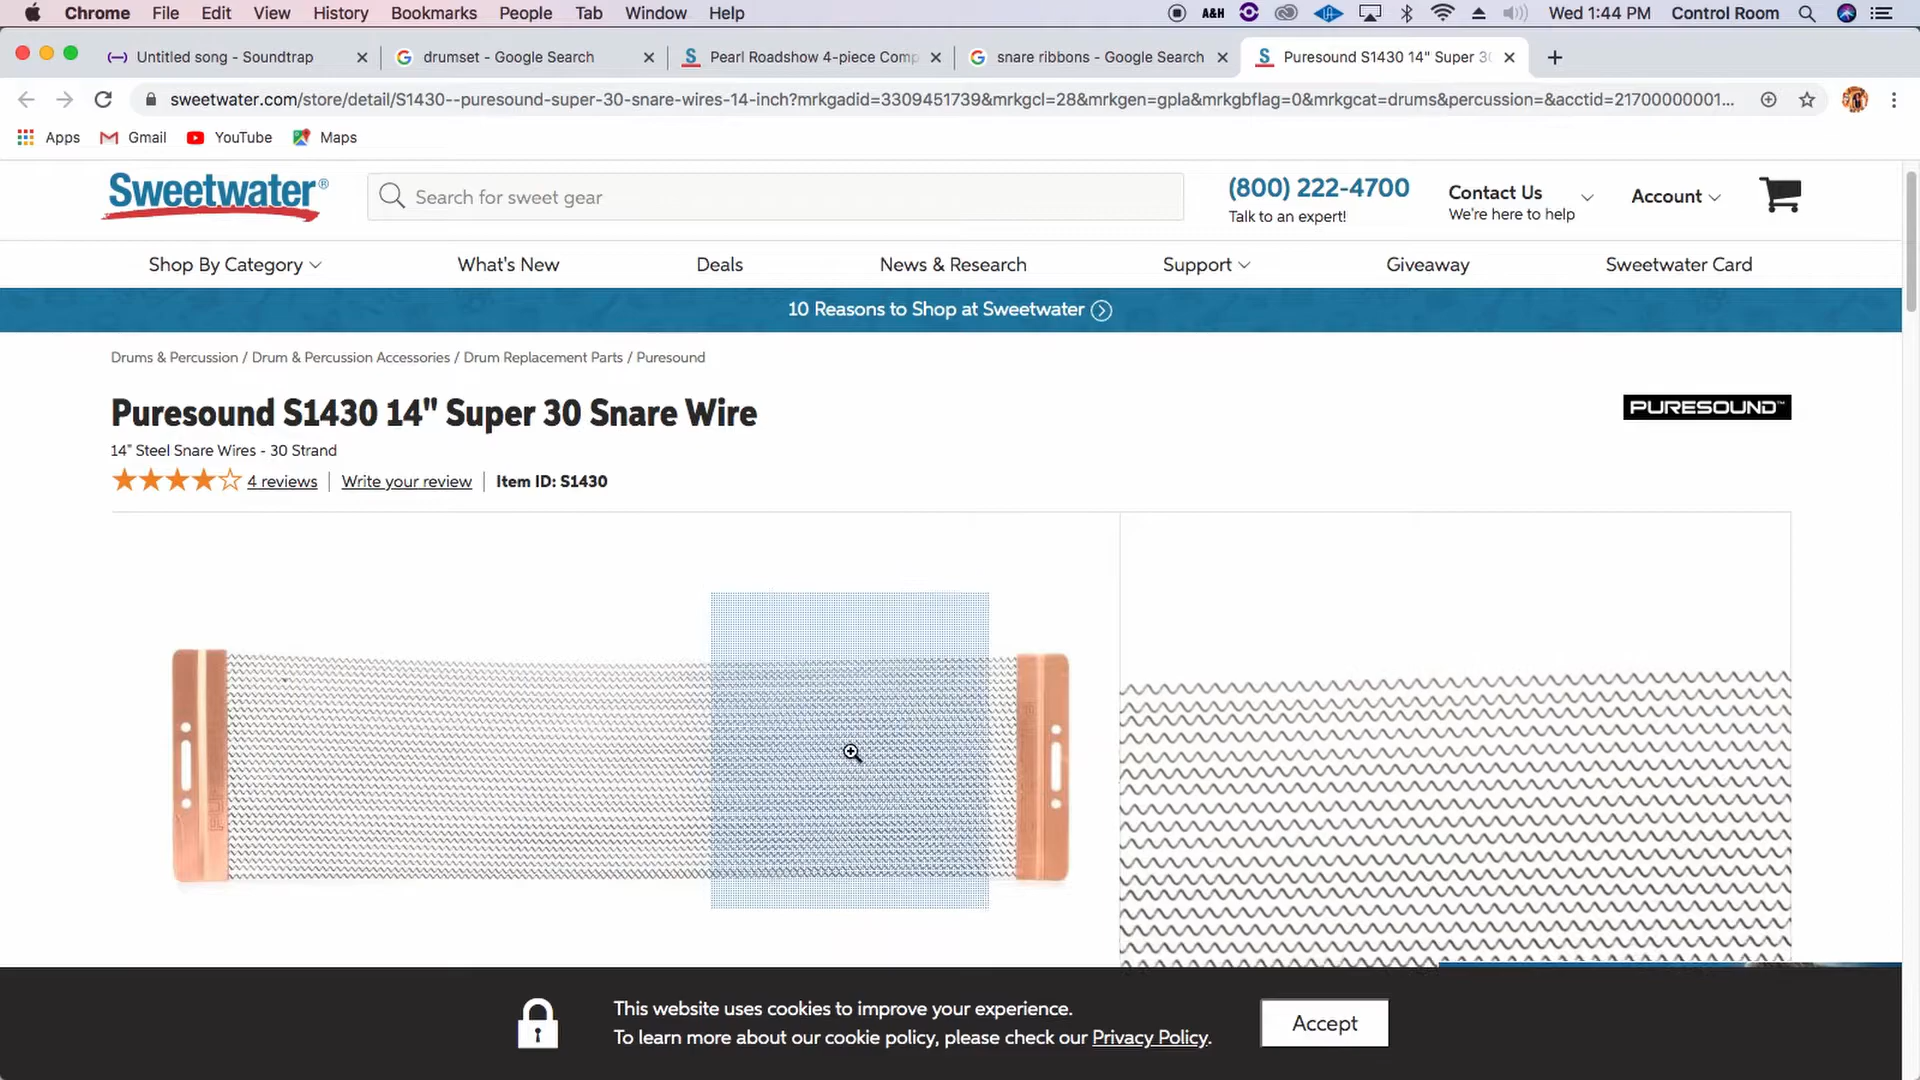 Chrome File Edit View History Bookmarks People Tab Window Help A&H Wed 1:44 PM Control Room
Untitled song - Soundtrap drumset - Google Search Pearl Roadshow 4-piece Comp snare ribbons - Google Search Puresound S1430 14" Super 30
sweetwater.com/store/detail/S1430--puresound-super-30-snare-wires-14-inch?mrkgadid=3309451739&mrkgcl=28&mrkgen=gpla&mrkgbflag=0&mrkgcat=drums&percussion=&acctid=21700000001...
Apps Gmail YouTube Maps
Sweetwater® Search for sweet gear (800) 222-4700 Contact Us Account
Talk to an expert! We're here to help
Shop By Category What's New Deals News & Research Support Giveaway Sweetwater Card
10 Reasons to Shop at Sweetwater
Drums & Percussion / Drum & Percussion Accessories / Drum Replacement Parts / Puresound
Puresound S1430 14" Super 30 Snare Wire PURESOUND™
14" Steel Snare Wires - 30 Strand
4 reviews Write your review Item ID: S1430
This website uses cookies to improve your experience.
To learn more about our cookie policy, please check our Privacy Policy.
Accept